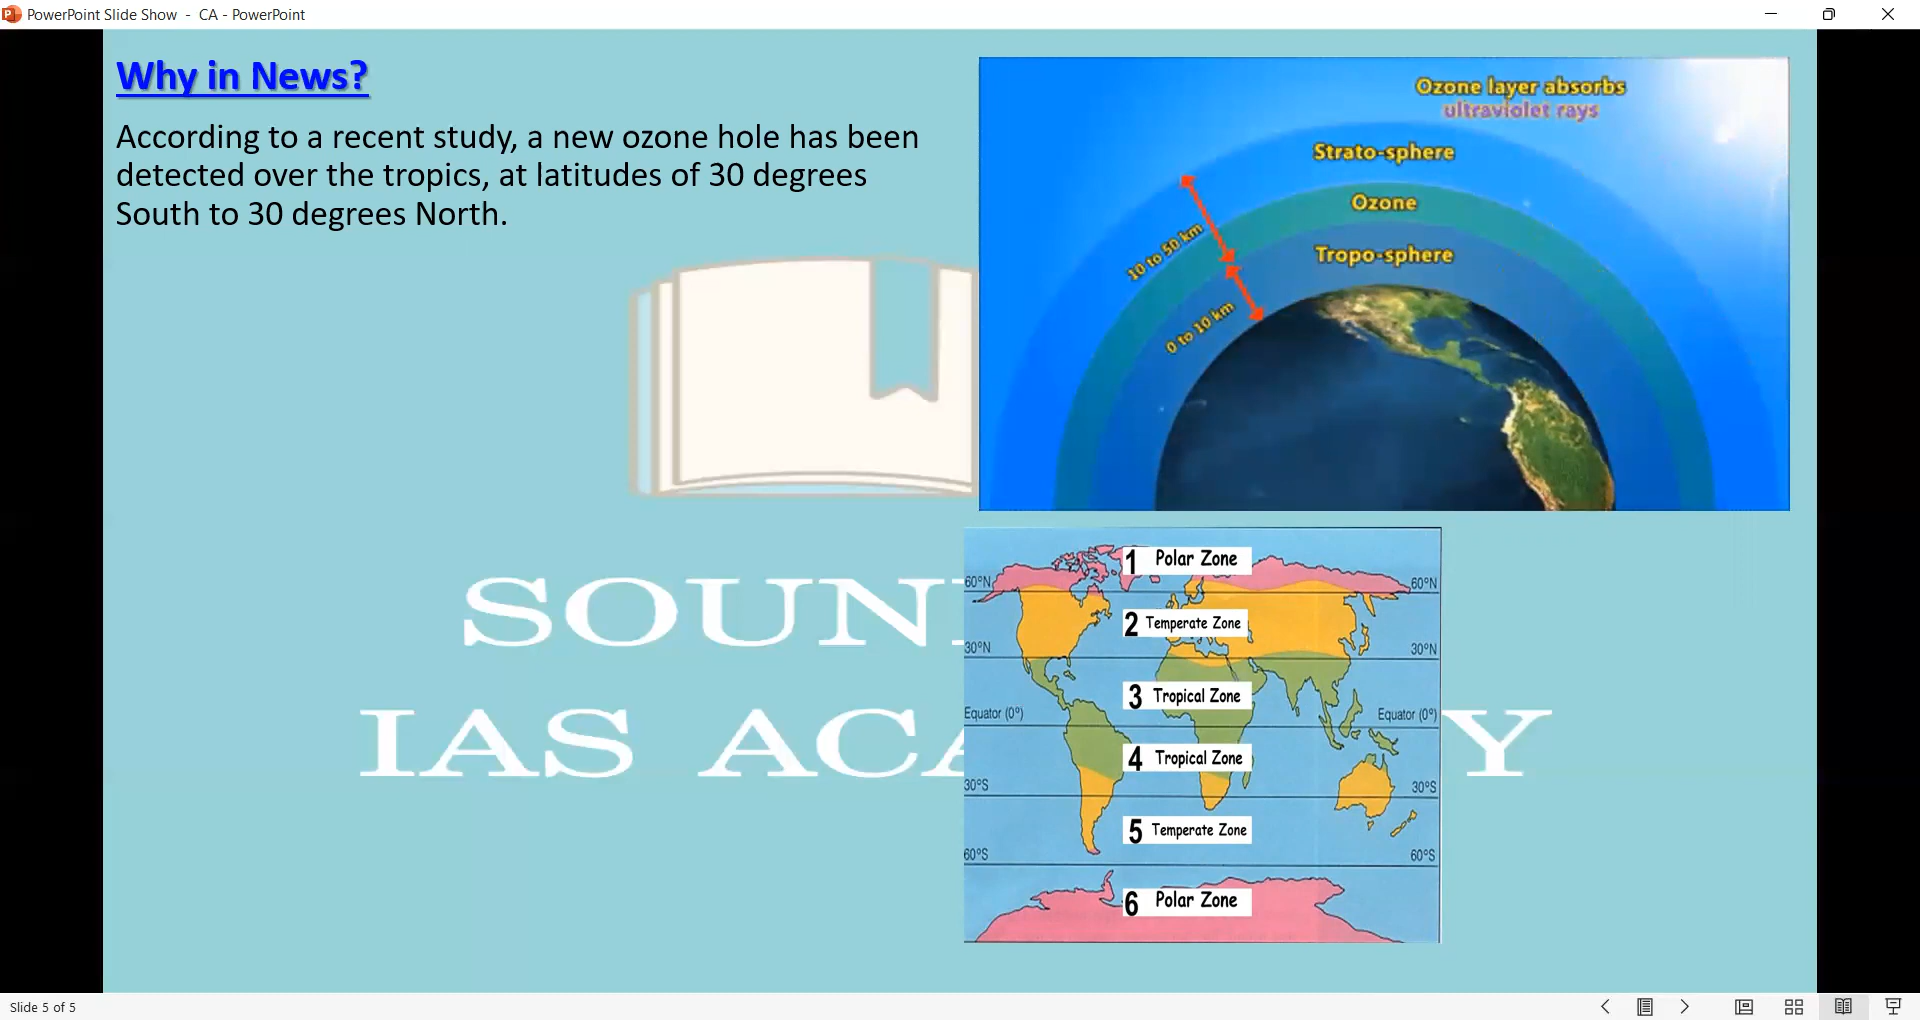 PowerPoint Slide Show - CA - PowerPoint
Why in News?
According to a recent study, a new ozone hole has been
detected over the tropics, at latitudes of 30 degrees
South to 30 degrees North.
Ozone layer absorbs
ultraviolet rays
Strato-sphere
Ozone
Tropo-sphere
10 to 50 km
0 to 10 km
SOUN
IAS ACA
Y
1 Polar Zone
60°N 60°N
2 Temperate Zone
30°N 30°N
3 Tropical Zone
Equator (0°) Equator (0°)
4 Tropical Zone
30°S 30°S
5 Temperate Zone
60°S 60°S
6 Polar Zone
Slide 5 of 5